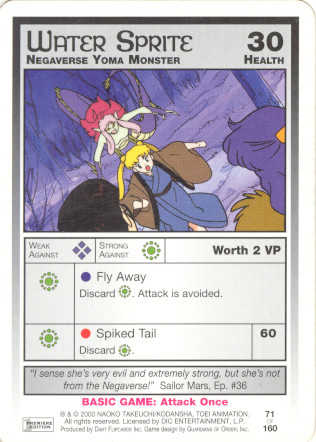 WATER SPRITE
30
NEGAVERSE YOMA MONSTER
HEALTH
WEAK AGAINST
STRONG AGAINST
Worth 2 VP
Fly Away
Discard . Attack is avoided.
Spiked Tail
60
Discard .
"I sense she's very evil and extremely strong, but she's not
from the Negaverse!" Sailor Mars, Ep. #36
BASIC GAME: Attack Once
PREMIERE
EDITION
® & © 2000 NAOKO TAKEUCHI/KODANSHA, TOEI ANIMATION.
All rights reserved. Licensed by DIC ENTERTAINMENT, L.P.
Produced by DART FLIPCARDS INC. Game design by GUARDIANS OF ORDER, INC.
71
OF
160